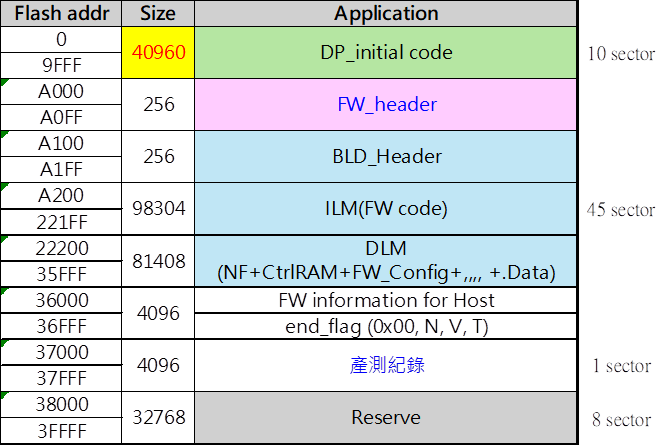 Flash addr Size Application
0
9FFF
40960 DP_initial code 10 sector
A000
A0FF
256 FW_header
A100
A1FF
256 BLD_Header
A200
221FF
98304 ILM(FW code) 45 sector
22200
35FFF
81408 DLM
(NF+CtrlRAM+FW_Config+,,,, +.Data)
36000
36FFF
4096 FW information for Host
end_flag (0x00, N, V, T)
37000
37FFF
4096 產測紀錄 1 sector
38000
3FFFF
32768 Reserve 8 sector